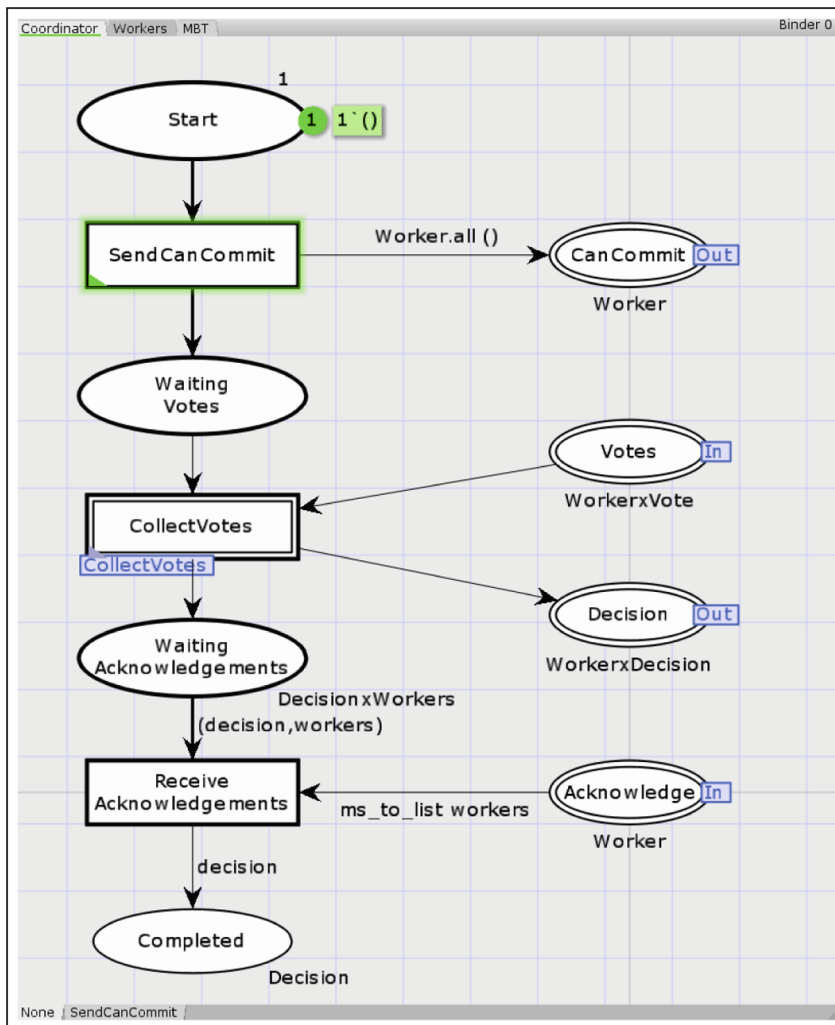 Coordinator Workers MBT Binder 0
1
Start
1 1`()
SendCanCommit
Worker.all ()
CanCommit Out
Worker
Waiting
Votes
Votes In
WorkerxVote
CollectVotes
CollectVotes
Decision Out
WorkerxDecision
Waiting
Acknowledgements
DecisionxWorkers
(decision,workers)
Receive
Acknowledgements
ms_to_list workers
Acknowledge In
Worker
decision
Completed
Decision
None SendCanCommit